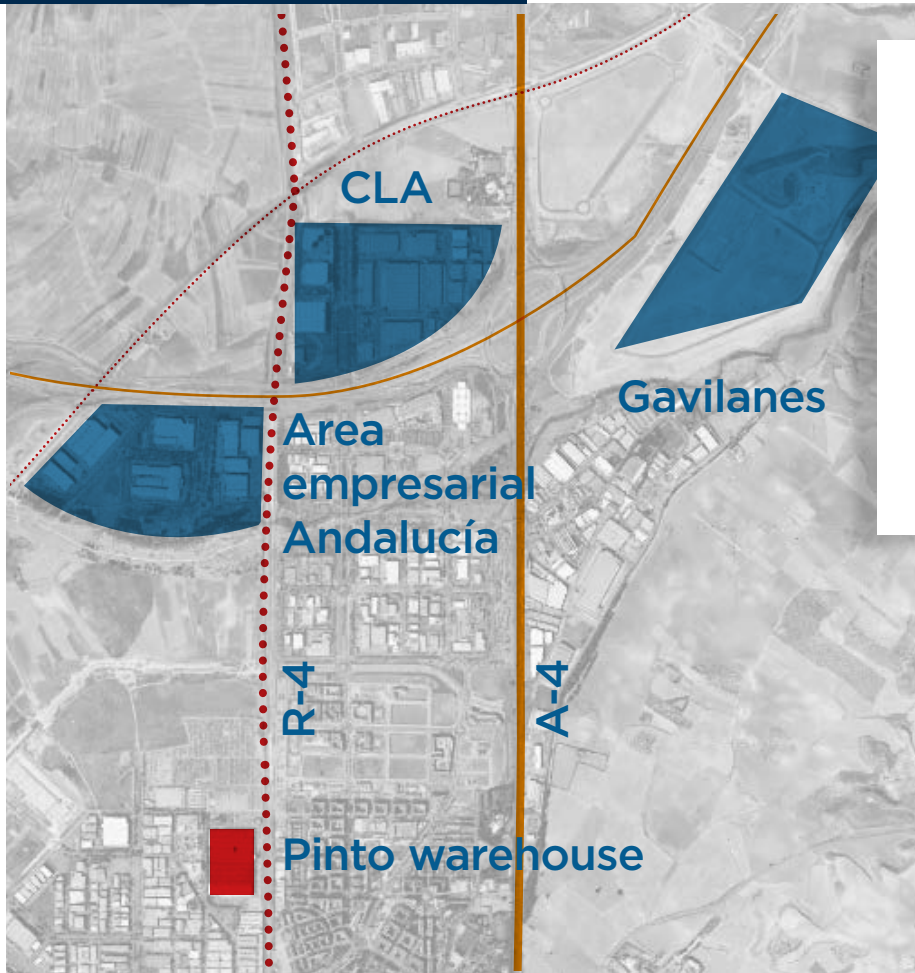 CLA
Gavilanes
Area
empresarial
Andalucía
R-4
A-4
Pinto warehouse